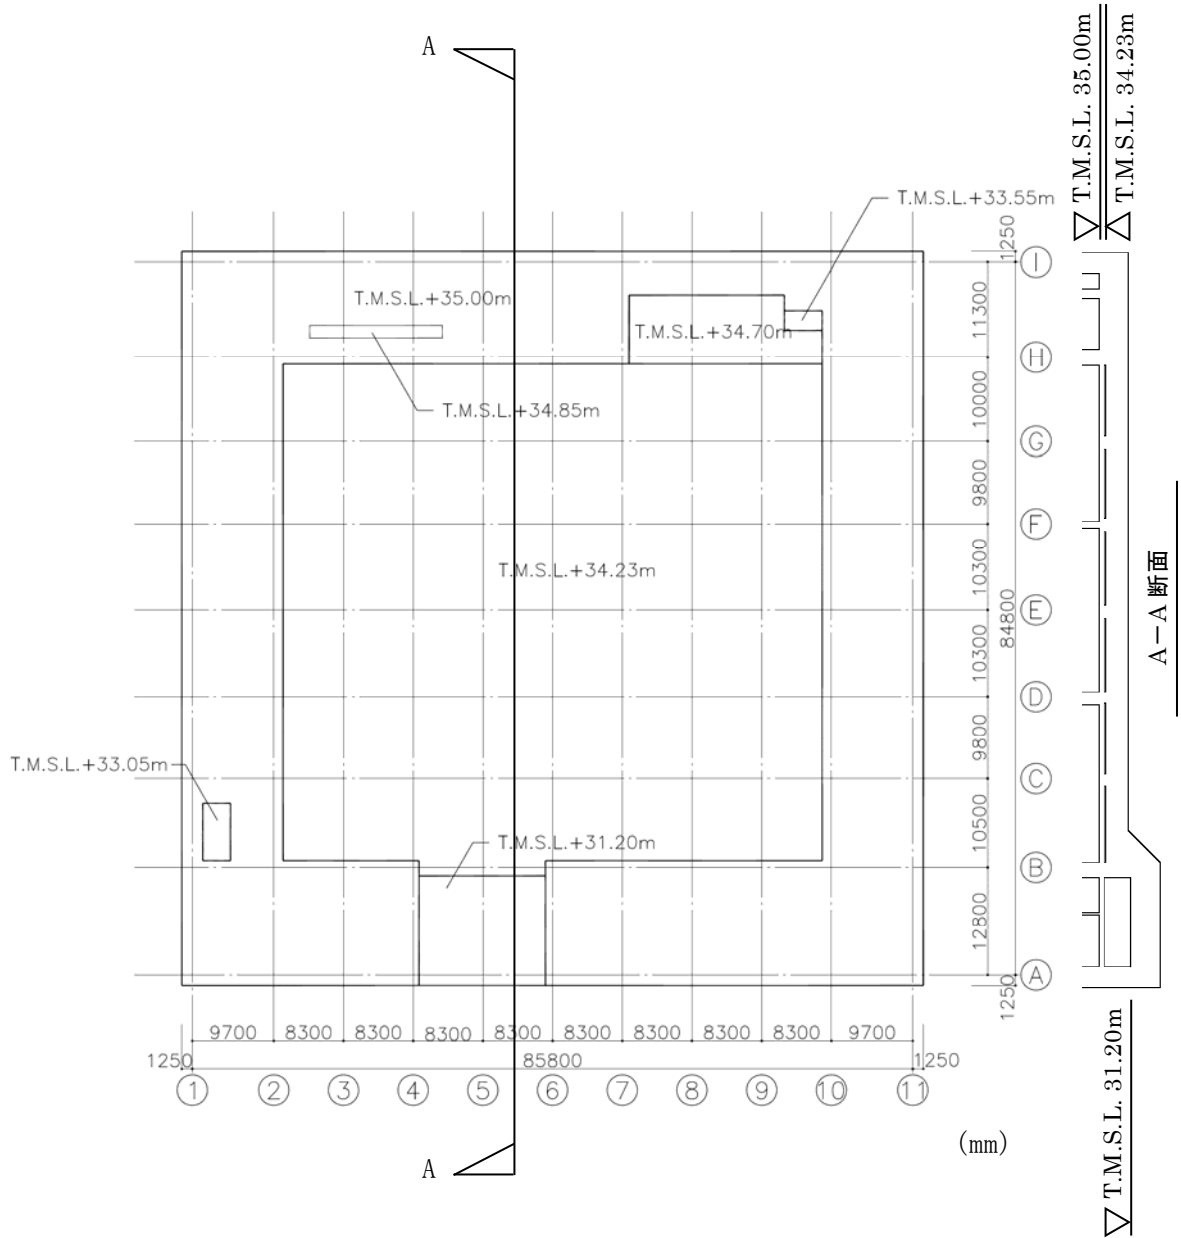 A
T.M.S.L. 35.00m
T.M.S.L. 34.23m
T.M.S.L.+33.55m
T.M.S.L.+35.00m
T.M.S.L.+34.70m
T.M.S.L.+34.85m
T.M.S.L.+34.23m
T.M.S.L.+33.05m
T.M.S.L.+31.20m
1250
11300
10000
9800
10300
10300
9800
10500
12800
1250
84800
I
H
G
F
E
D
C
B
A
A-A 断面
9700
8300
8300
8300
8300
8300
8300
8300
8300
9700
1250
85800
1250
1
2
3
4
5
6
7
8
9
10
11
A
(mm)
T.M.S.L. 31.20m